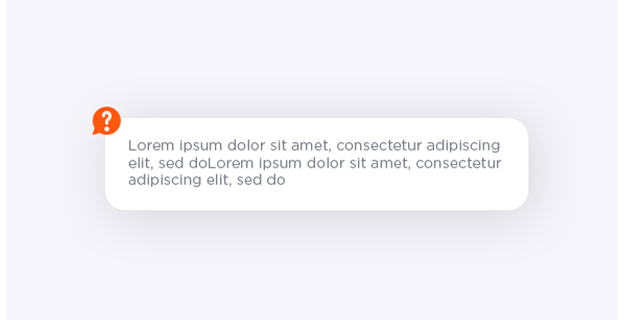 ?
Lorem ipsum dolor sit amet, consectetur adipiscing
elit, sed doLorem ipsum dolor sit amet, consectetur
adipiscing elit, sed do